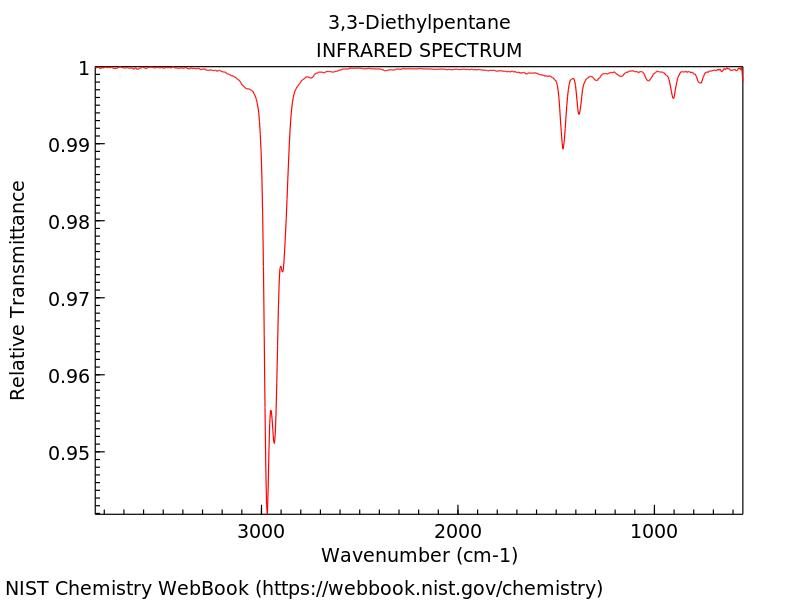 3,3-Diethylpentane
INFRARED SPECTRUM
1
0.99
0.98
0.97
0.96
0.95
Relative Transmittance
3000 2000 1000
Wavenumber (cm-1)
NIST Chemistry WebBook (https://webbook.nist.gov/chemistry)